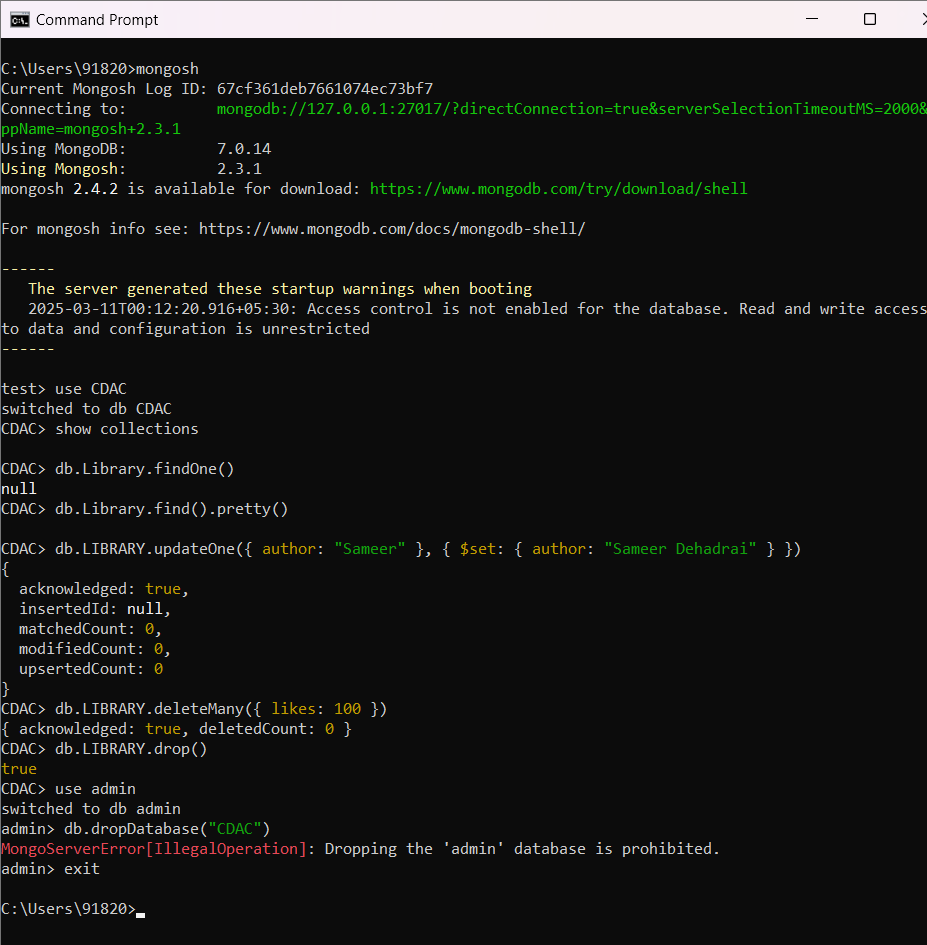 Command Prompt
C:\Users\91820>mongosh
Current Mongosh Log ID: 67cf361deb7661074ec73bf7
Connecting to:          mongodb://127.0.0.1:27017/?directConnection=true&serverSelectionTimeoutMS=2000&
ppName=mongosh+2.3.1
Using MongoDB:          7.0.14
Using Mongosh:          2.3.1
mongosh 2.4.2 is available for download: https://www.mongodb.com/try/download/shell
For mongosh info see: https://www.mongodb.com/docs/mongodb-shell/
------
   The server generated these startup warnings when booting
   2025-03-11T00:12:20.916+05:30: Access control is not enabled for the database. Read and write access
to data and configuration is unrestricted
------
test> use CDAC
switched to db CDAC
CDAC> show collections
CDAC> db.Library.findOne()
null
CDAC> db.Library.find().pretty()
CDAC> db.LIBRARY.updateOne({ author: "Sameer" }, { $set: { author: "Sameer Dehadrai" } })
{
  acknowledged: true,
  insertedId: null,
  matchedCount: 0,
  modifiedCount: 0,
  upsertedCount: 0
}
CDAC> db.LIBRARY.deleteMany({ likes: 100 })
{ acknowledged: true, deletedCount: 0 }
CDAC> db.LIBRARY.drop()
true
CDAC> use admin
switched to db admin
admin> db.dropDatabase("CDAC")
MongoServerError[IllegalOperation]: Dropping the 'admin' database is prohibited.
admin> exit
C:\Users\91820>